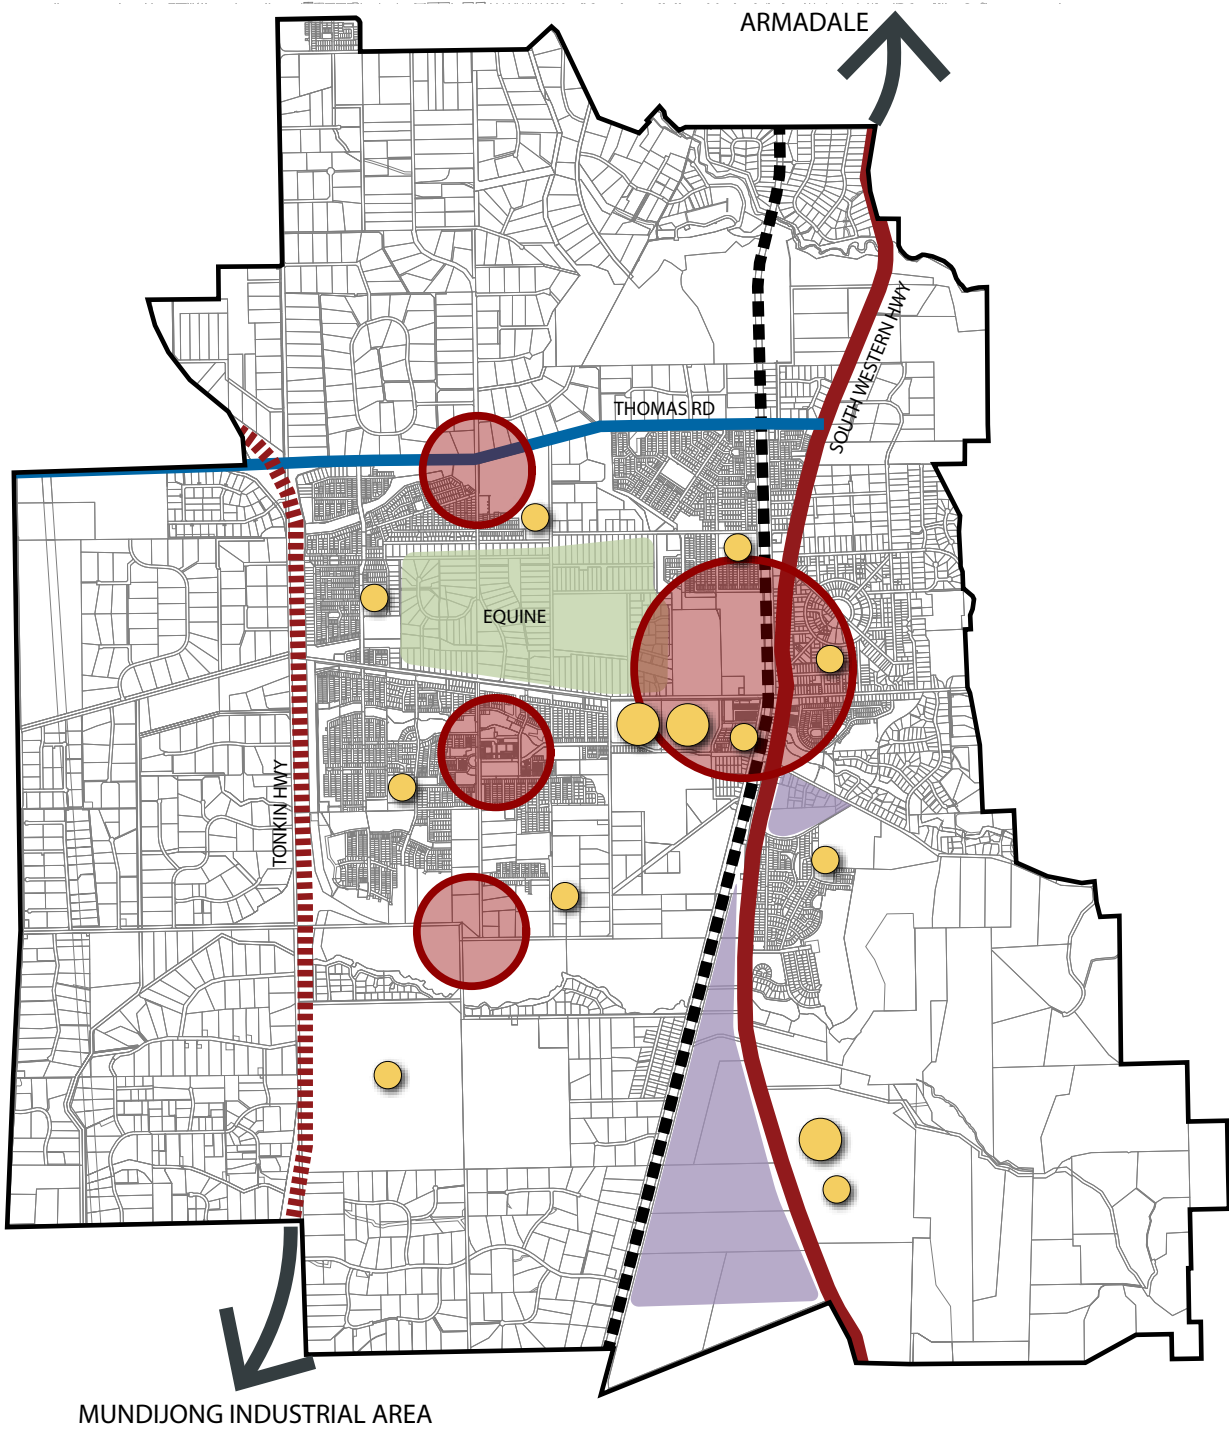 ARMADALE
SOUTH WESTERN HWY
THOMAS RD
EQUINE
TONKIN HWY
MUNDIJONG INDUSTRIAL AREA